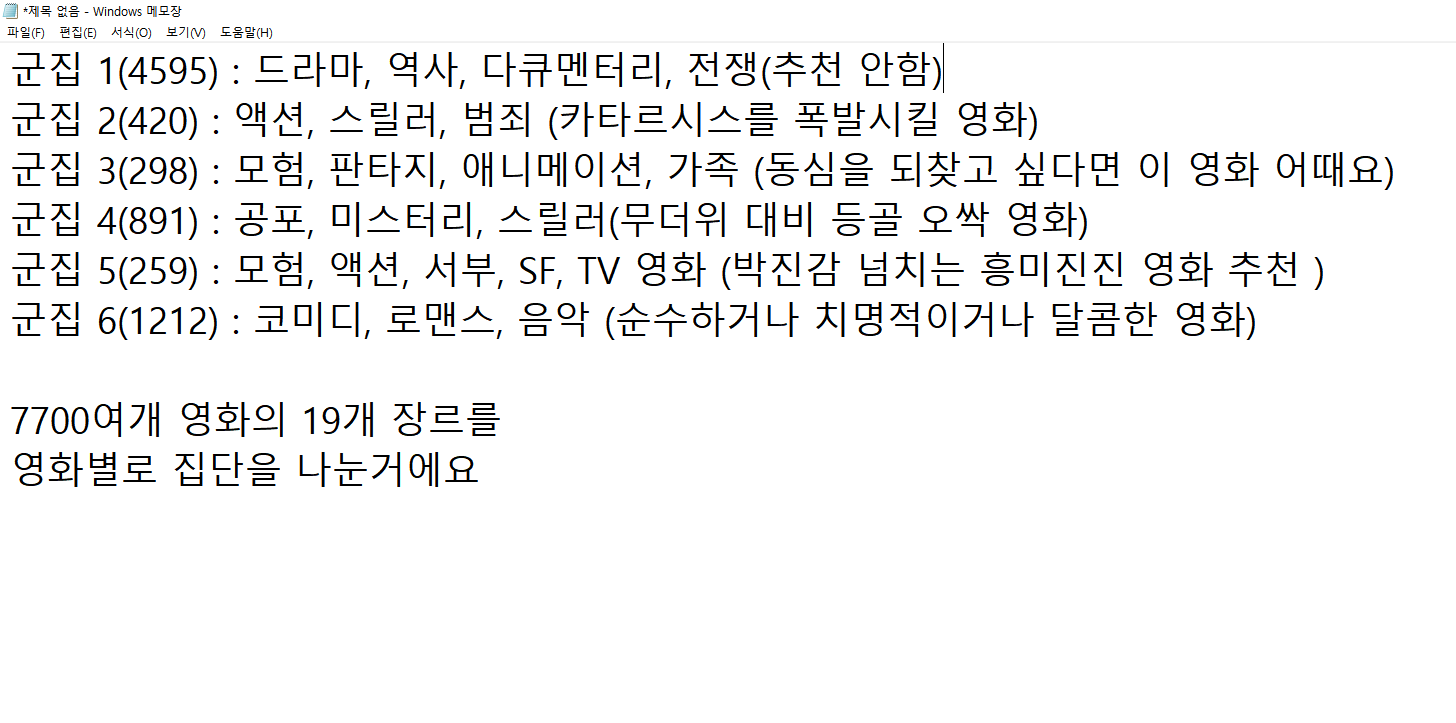 *제목 없음 - Windows 메모장
파일(F) 편집(E) 서식(O) 보기(V) 도움말(H)
군집 1(4595) : 드라마, 역사, 다큐멘터리, 전쟁(추천 안함)
군집 2(420) : 액션, 스릴러, 범죄 (카타르시스를 폭발시킬 영화)
군집 3(298) : 모험, 판타지, 애니메이션, 가족 (동심을 되찾고 싶다면 이 영화 어때요)
군집 4(891) : 공포, 미스터리, 스릴러(무더위 대비 등골 오싹 영화)
군집 5(259) : 모험, 액션, 서부, SF, TV 영화 (박진감 넘치는 흥미진진 영화 추천 )
군집 6(1212) : 코미디, 로맨스, 음악 (순수하거나 치명적이거나 달콤한 영화)
7700여개 영화의 19개 장르를
영화별로 집단을 나눈거에요